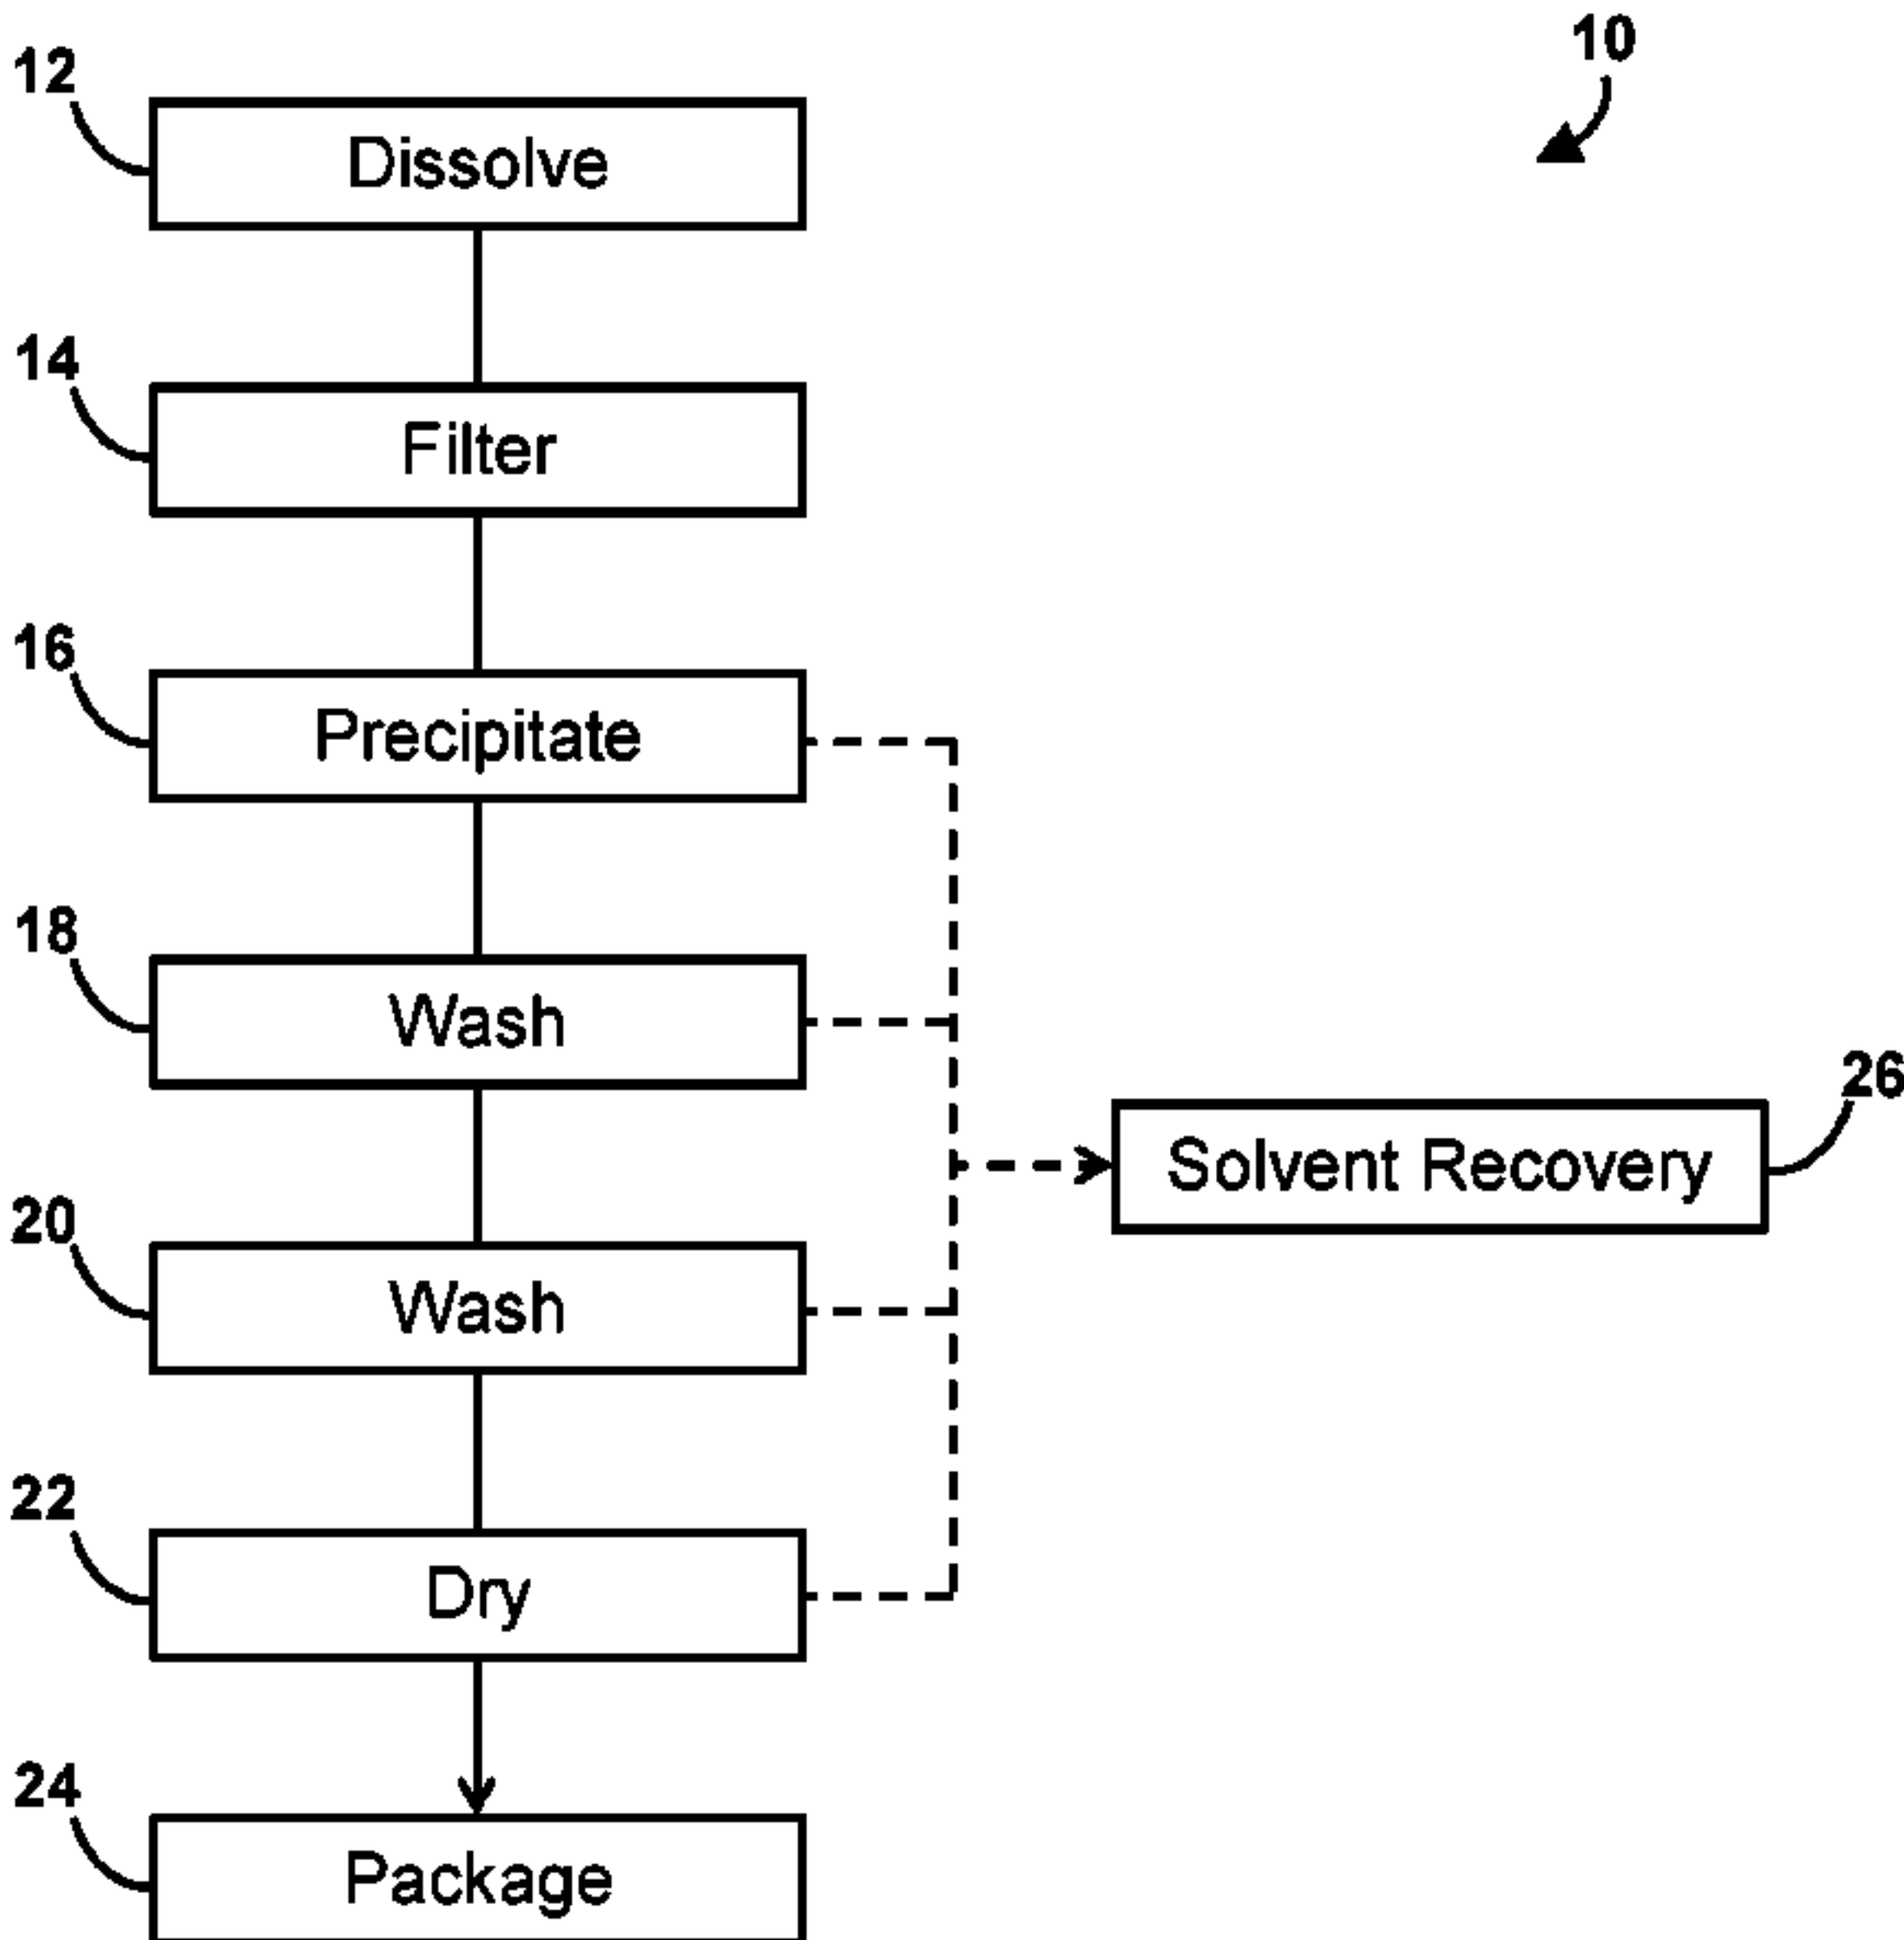 10
12
Dissolve
14
Filter
16
Precipitate
18
Wash
26
Solvent Recovery
20
Wash
22
Dry
24
Package